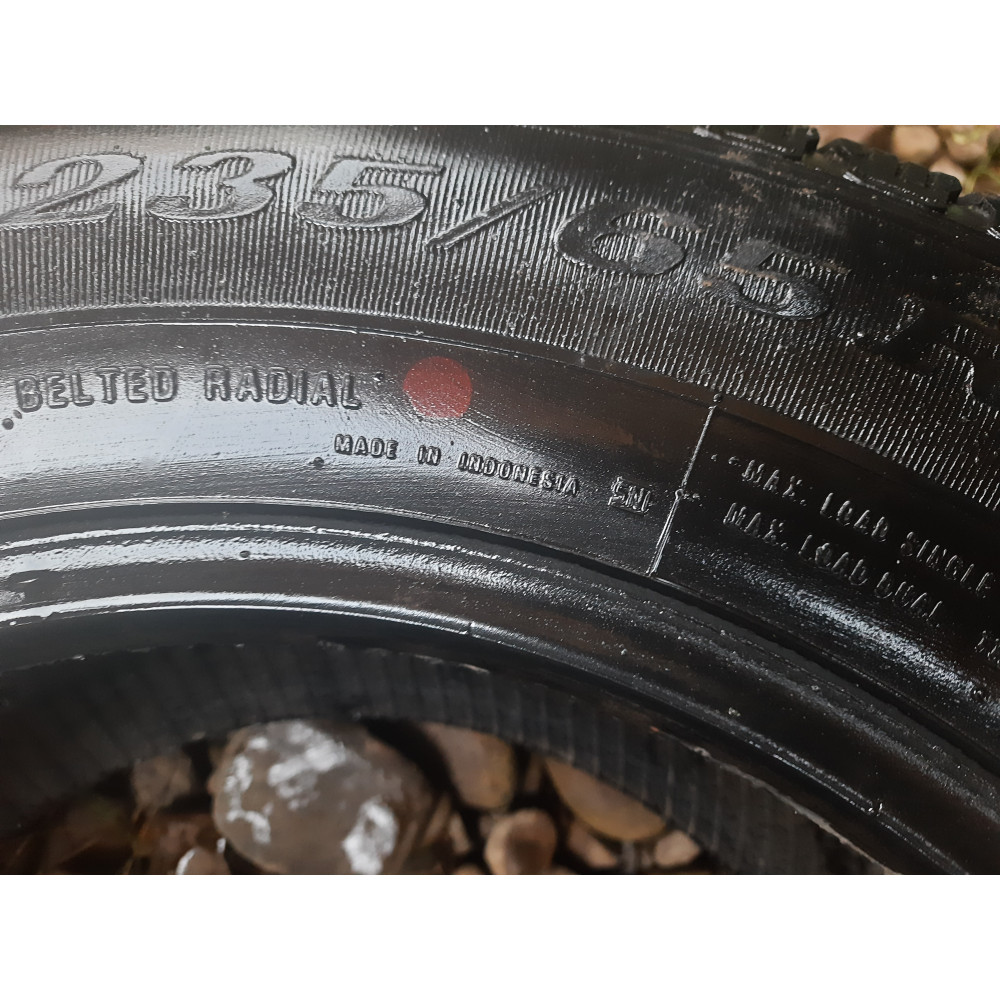 235/65 R
BELTED RADIAL
MADE IN INDONESIA
MAX. LOAD SINGLE
MAX. LOAD DUAL